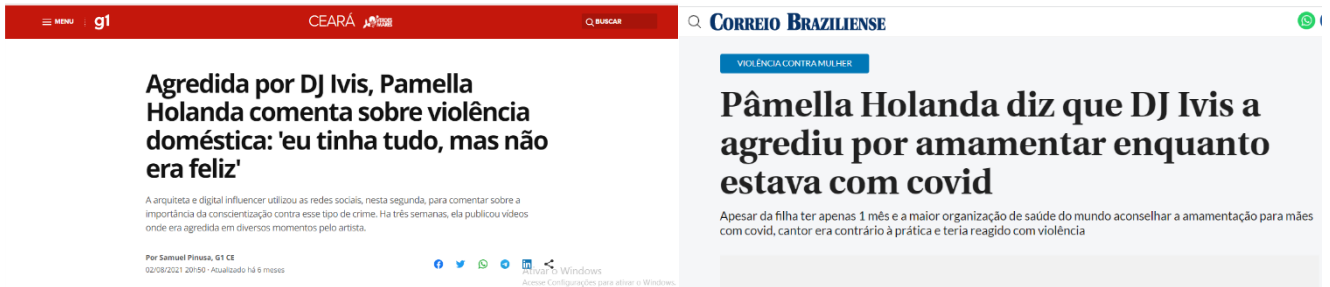 MENU g1 CEARÁ BUSCAR
Agredida por DJ Ivis, Pamella
Holanda comenta sobre violência
doméstica: 'eu tinha tudo, mas não
era feliz'
A arquiteta e digital influencer utilizou as redes sociais, nesta segunda, para comentar sobre a
importância da conscientização contra esse tipo de crime. Ha três semanas, ela publicou vídeos
onde era agredida em diversos momentos pelo artista.
Por Samuel Pinusa, G1 CE
02/08/2021 20h50 · Atualizado há 6 meses
Ativar o Windows
Acesse Configurações para ativar o Windows.
CORREIO BRAZILIENSE
VIOLÊNCIA CONTRA MULHER
Pâmella Holanda diz que DJ Ivis a
agrediu por amamentar enquanto
estava com covid
Apesar da filha ter apenas 1 mês e a maior organização de saúde do mundo aconselhar a amamentação para mães
com covid, cantor era contrário à prática e teria reagido com violência